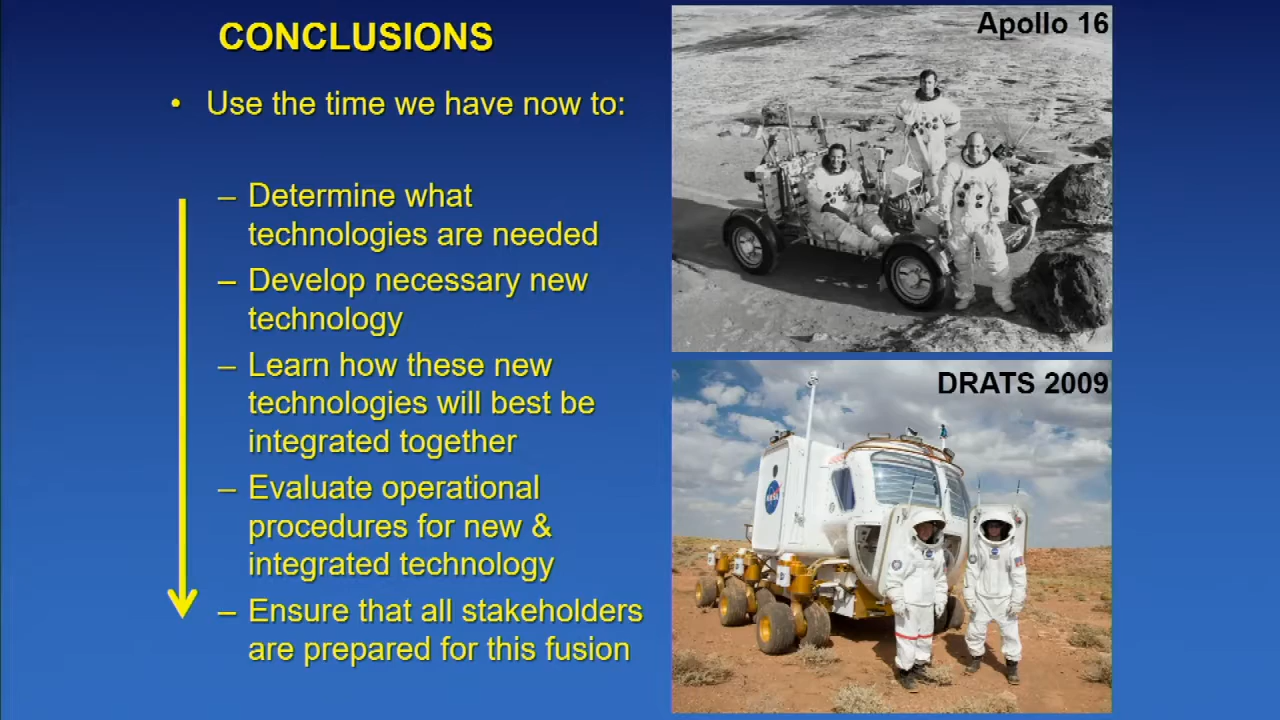 CONCLUSIONS
• Use the time we have now to:
– Determine what
technologies are needed
– Develop necessary new
technology
– Learn how these new
technologies will best be
integrated together
– Evaluate operational
procedures for new &
integrated technology
– Ensure that all stakeholders
are prepared for this fusion
Apollo 16
DRATS 2009
NASA